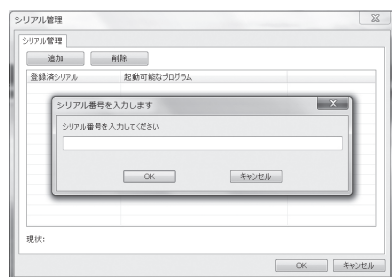 シリアル管理
シリアル管理
追加 削除
登録済シリアル 起動可能なプログラム
シリアル番号を入力します
シリアル番号を入力してください
OK キャンセル
現状:
OK キャンセル